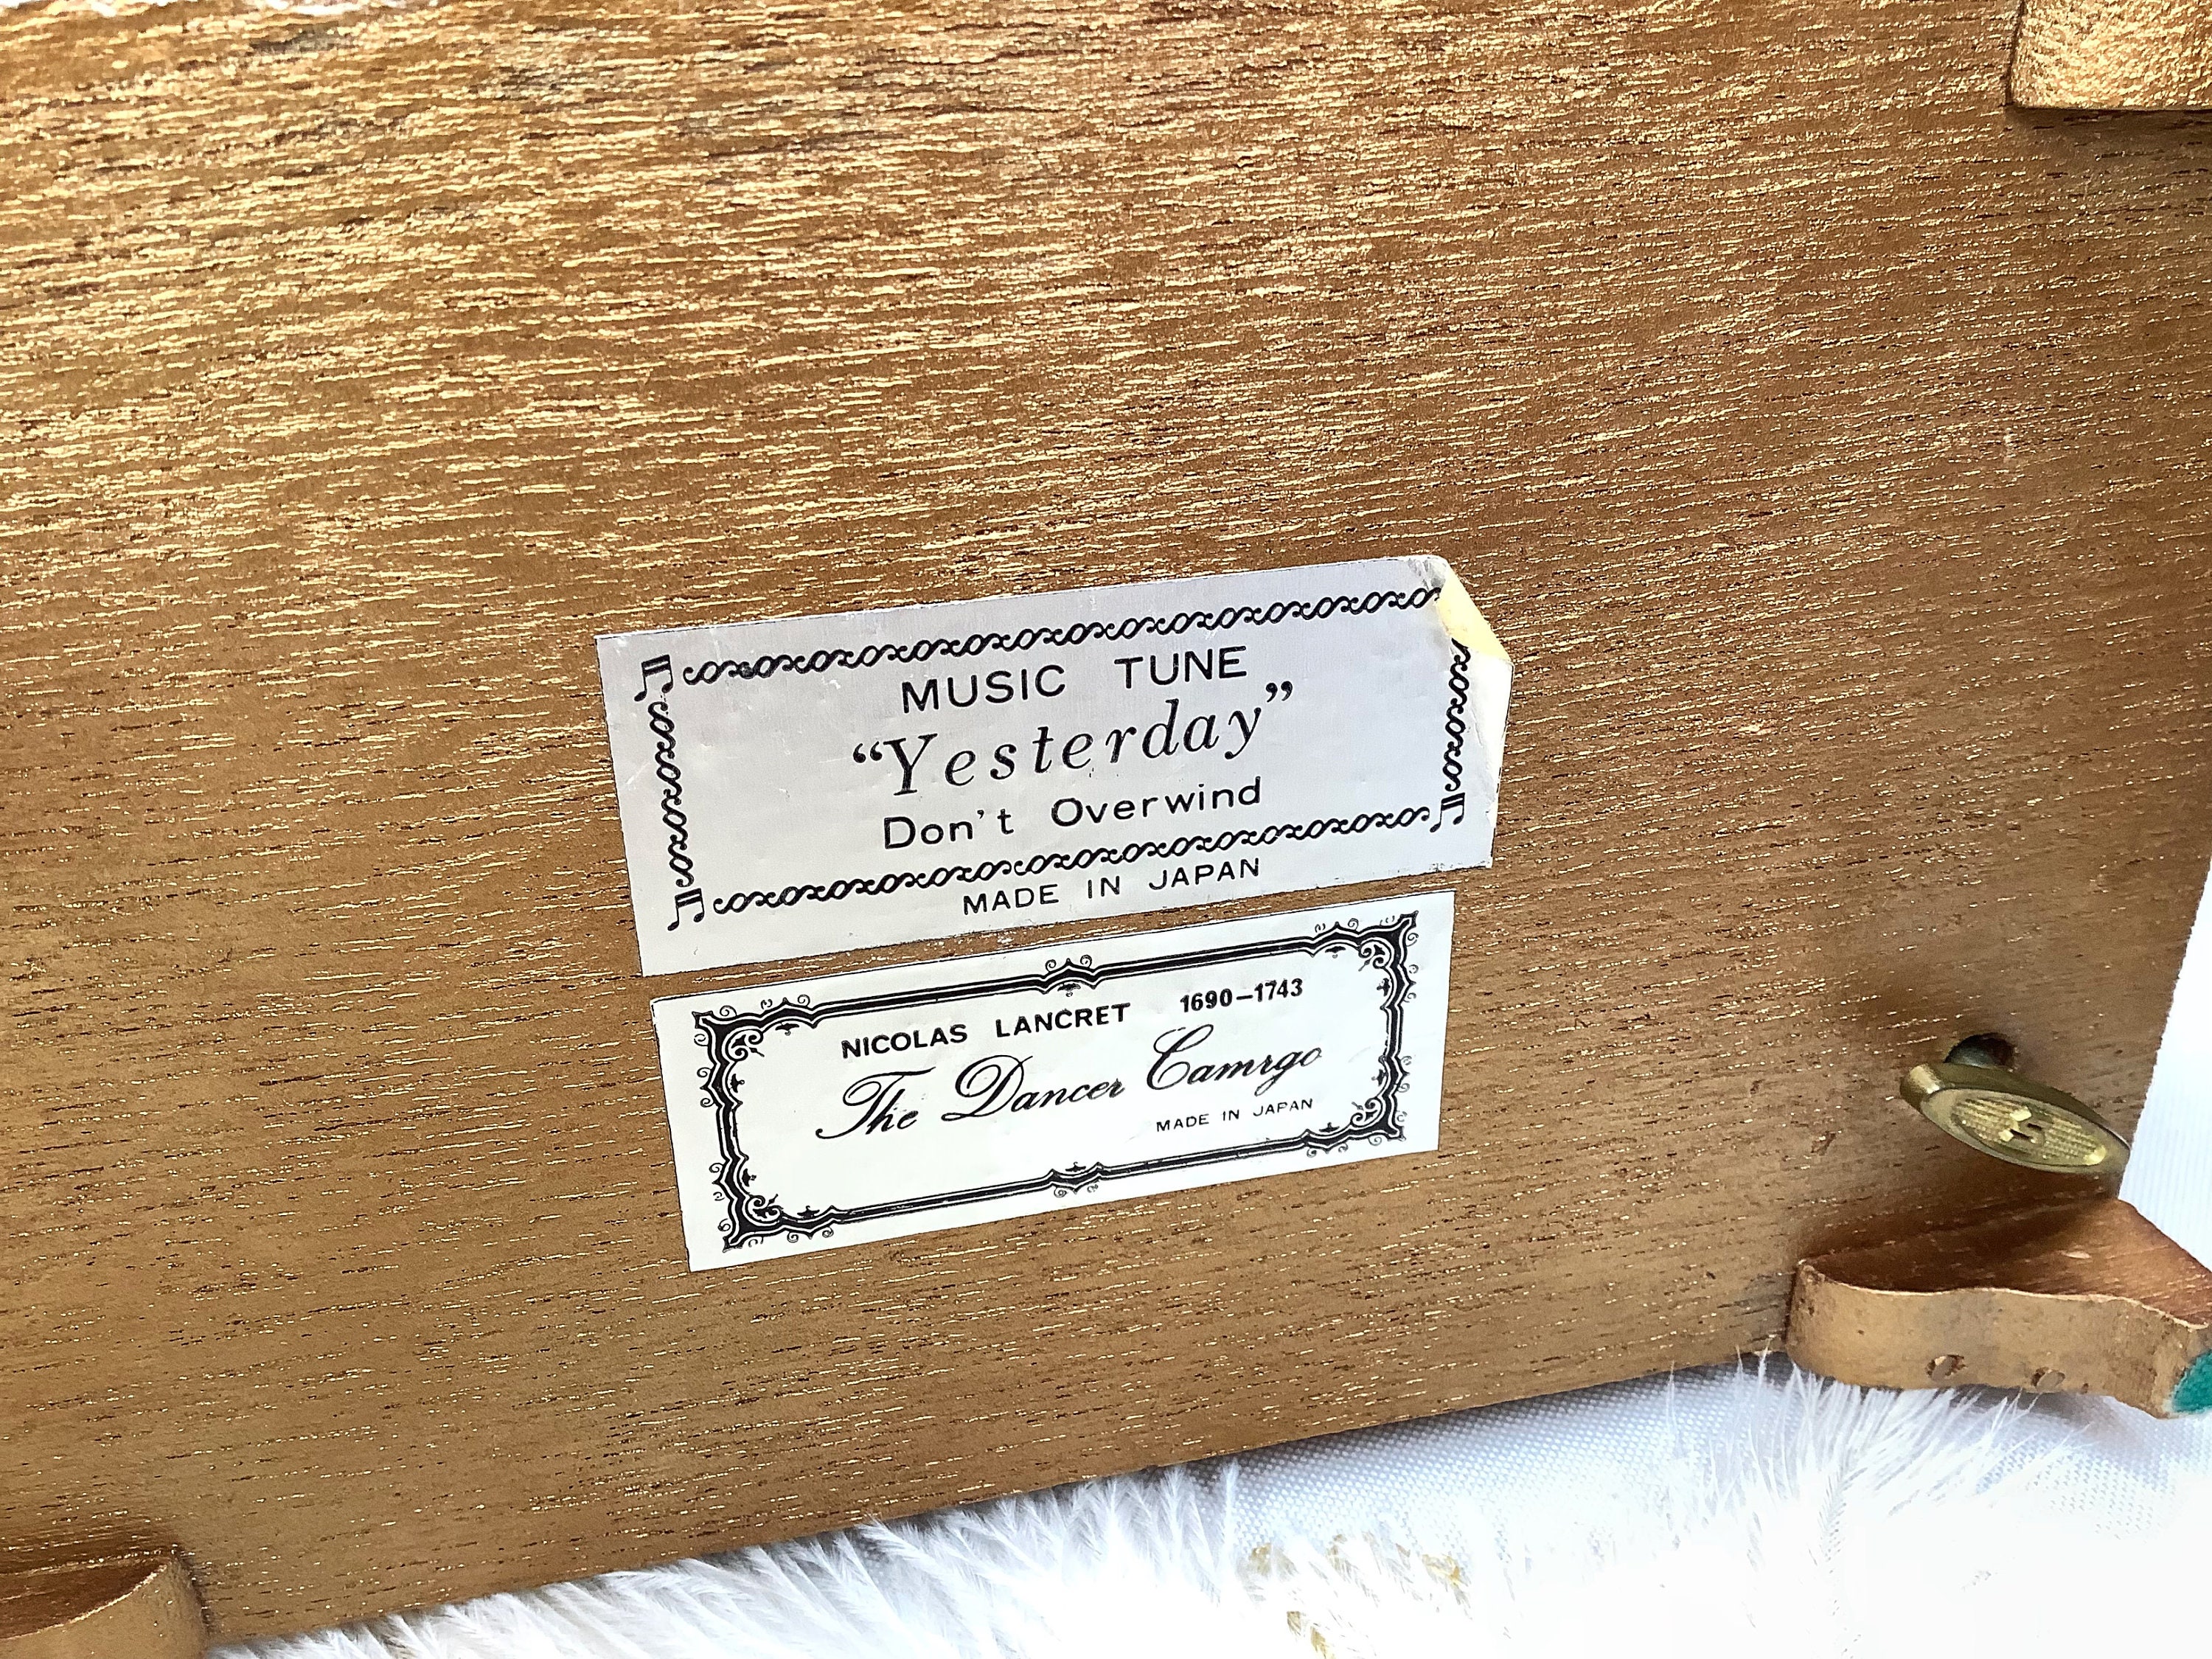 MUSIC TUNE
“Yesterday”
Don't Overwind
MADE IN JAPAN
NICOLAS LANCRET 1690–1743
The Dancer Camrgo
MADE IN JAPAN